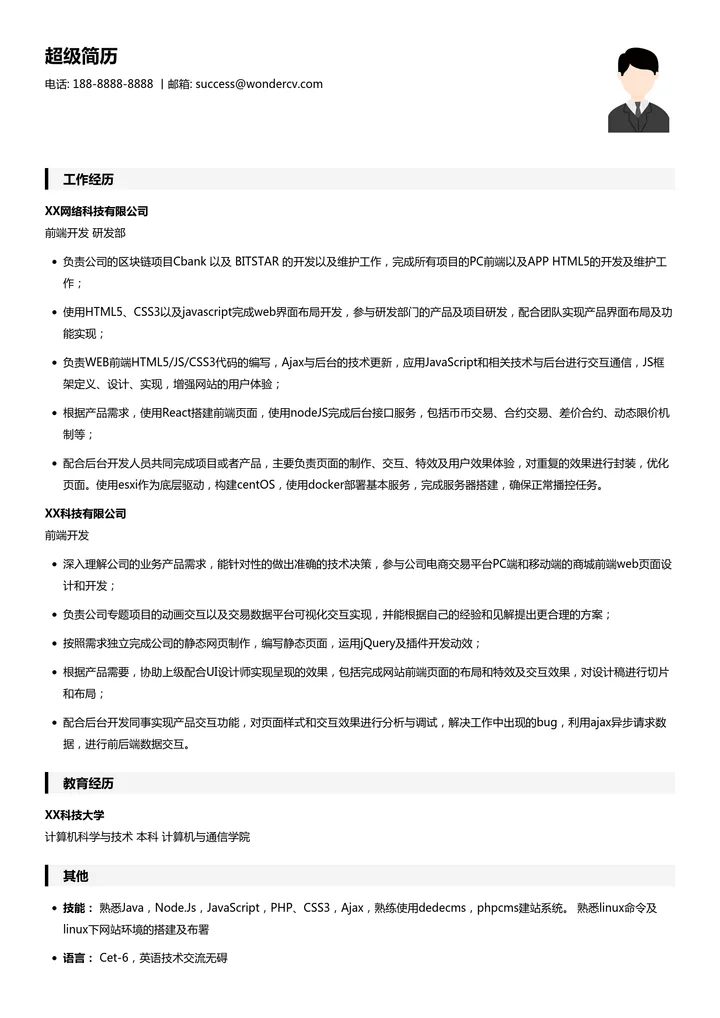 超级简历
电话: 188-8888-8888 | 邮箱: success@wondercv.com
工作经历
XX网络科技有限公司
前端开发 研发部
• 负责公司的区块链项目Cbank 以及 BITSTAR 的开发以及维护工作，完成所有项目的PC前端以及APP HTML5的开发及维护工
作；
• 使用HTML5、CSS3以及javascript完成web界面布局开发，参与研发部门的产品及项目研发，配合团队实现产品界面布局及功
能实现；
• 负责WEB前端HTML5/JS/CSS3代码的编写，Ajax与后台的技术更新，应用JavaScript和相关技术与后台进行交互通信，JS框
架定义、设计、实现，增强网站的用户体验；
• 根据产品需求，使用React搭建前端页面，使用nodeJS完成后台接口服务，包括币币交易、合约交易、差价合约、动态限价机
制等；
• 配合后台开发人员共同完成项目或者产品，主要负责页面的制作、交互、特效及用户效果体验，对重复的效果进行封装，优化
页面。使用esxi作为底层驱动，构建centOS，使用docker部署基本服务，完成服务器搭建，确保正常播控任务。
XX科技有限公司
前端开发
• 深入理解公司的业务产品需求，能针对性的做出准确的技术决策，参与公司电商交易平台PC端和移动端的商城前端web页面设
计和开发；
• 负责公司专题项目的动画交互以及交易数据平台可视化交互实现，并能根据自己的经验和见解提出更合理的方案；
• 按照需求独立完成公司的静态网页制作，编写静态页面，运用jQuery及插件开发动效；
• 根据产品需要，协助上级配合UI设计师实现呈现的效果，包括完成网站前端页面的布局和特效及交互效果，对设计稿进行切片
和布局；
• 配合后台开发同事实现产品交互功能，对页面样式和交互效果进行分析与调试，解决工作中出现的bug，利用ajax异步请求数
据，进行前后端数据交互。
教育经历
XX科技大学
计算机科学与技术 本科 计算机与通信学院
其他
• 技能： 熟悉Java，Node.Js，JavaScript，PHP、CSS3，Ajax，熟练使用dedecms，phpcms建站系统。 熟悉linux命令及
linux下网站环境的搭建及布署
• 语言： Cet-6，英语技术交流无碍